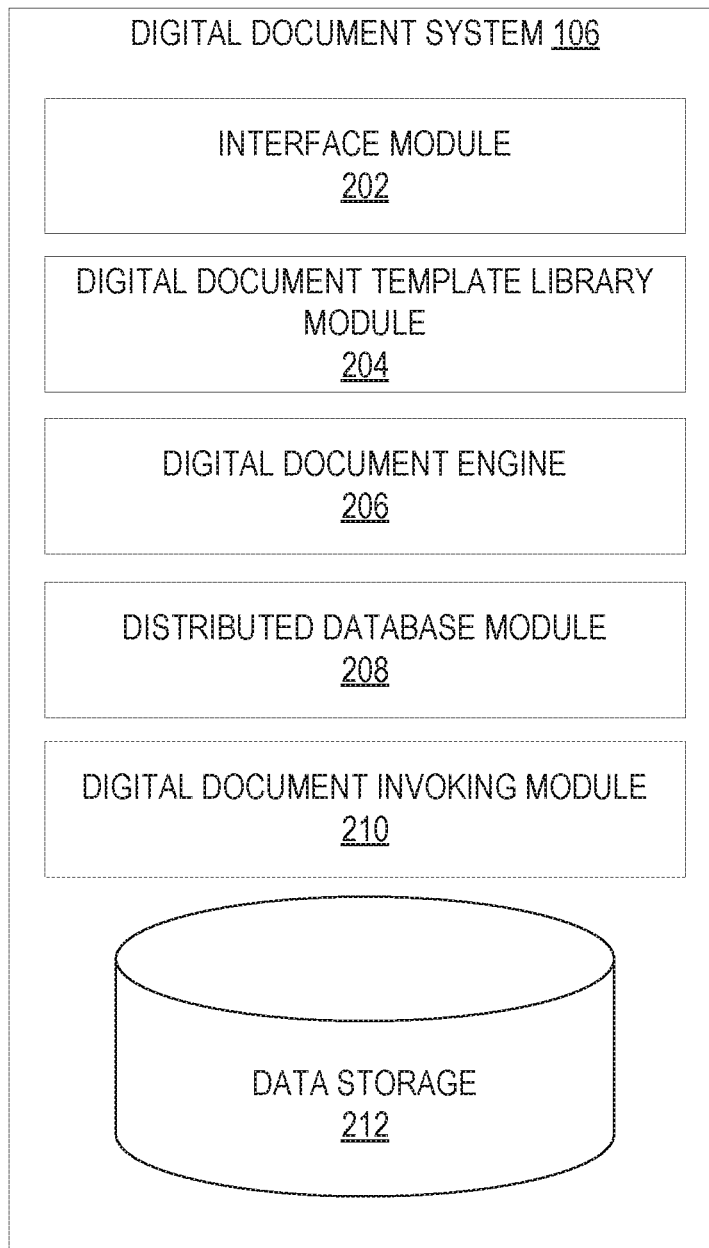 DIGITAL DOCUMENT SYSTEM 106
INTERFACE MODULE
202
DIGITAL DOCUMENT TEMPLATE LIBRARY
MODULE
204
DIGITAL DOCUMENT ENGINE
206
DISTRIBUTED DATABASE MODULE
208
DIGITAL DOCUMENT INVOKING MODULE
210
DATA STORAGE
212